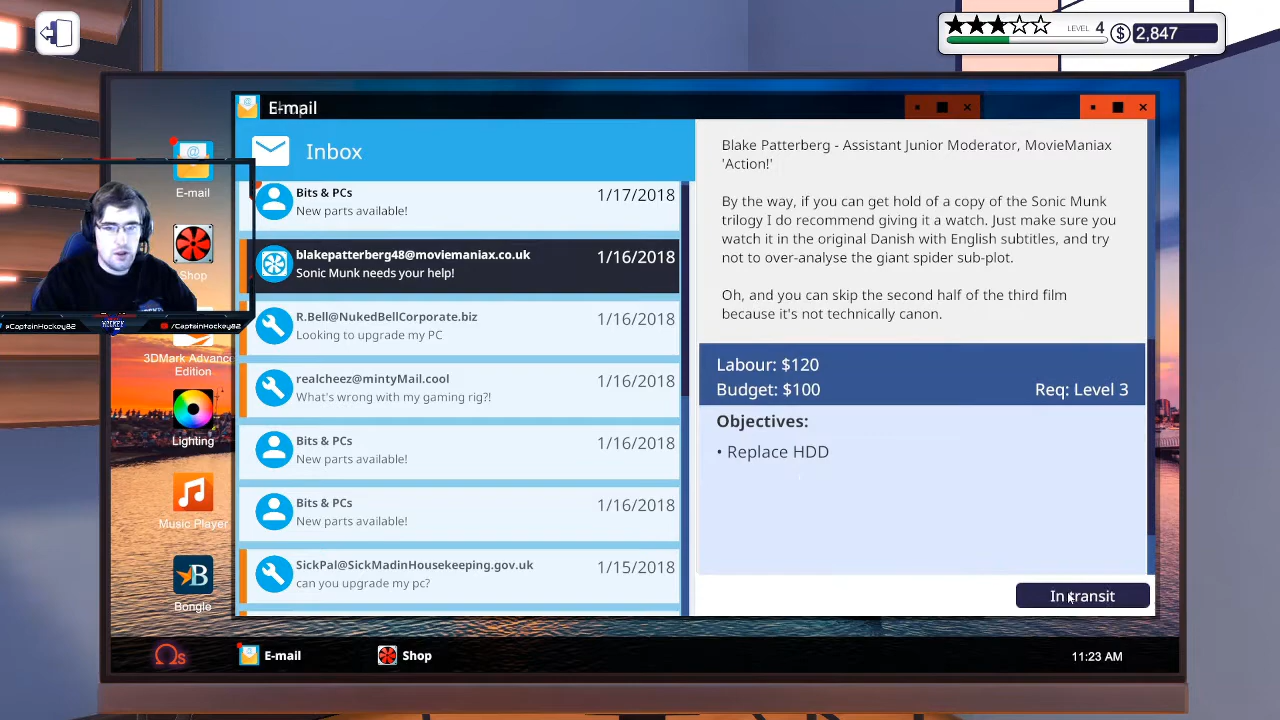 LEVEL 4 $ 2,847
E-mail
Inbox
Bits & PCs 1/17/2018
New parts available!
blakepatterberg48@moviemaniax.co.uk 1/16/2018
Sonic Munk needs your help!
R.Bell@NukedBellCorporate.biz 1/16/2018
Looking to upgrade my PC
realcheez@mintyMail.cool 1/16/2018
What's wrong with my gaming rig?!
Bits & PCs 1/16/2018
New parts available!
Bits & PCs 1/16/2018
New parts available!
SickPal@SickMadinHousekeeping.gov.uk 1/15/2018
can you upgrade my pc?
Blake Patterberg - Assistant Junior Moderator, MovieManiax
'Action!'
By the way, if you can get hold of a copy of the Sonic Munk
trilogy I do recommend giving it a watch. Just make sure you
watch it in the original Danish with English subtitles, and try
not to over-analyse the giant spider sub-plot.
Oh, and you can skip the second half of the third film
because it's not technically canon.
Labour: $120
Budget: $100 Req: Level 3
Objectives:
• Replace HDD
In transit
E-mail
Shop
@CaptainHockey82 HOCKEY /CaptainHockey82
3DMark Advance
Edition
Lighting
Music Player
B
Bongle
Ωs E-mail Shop 11:23 AM